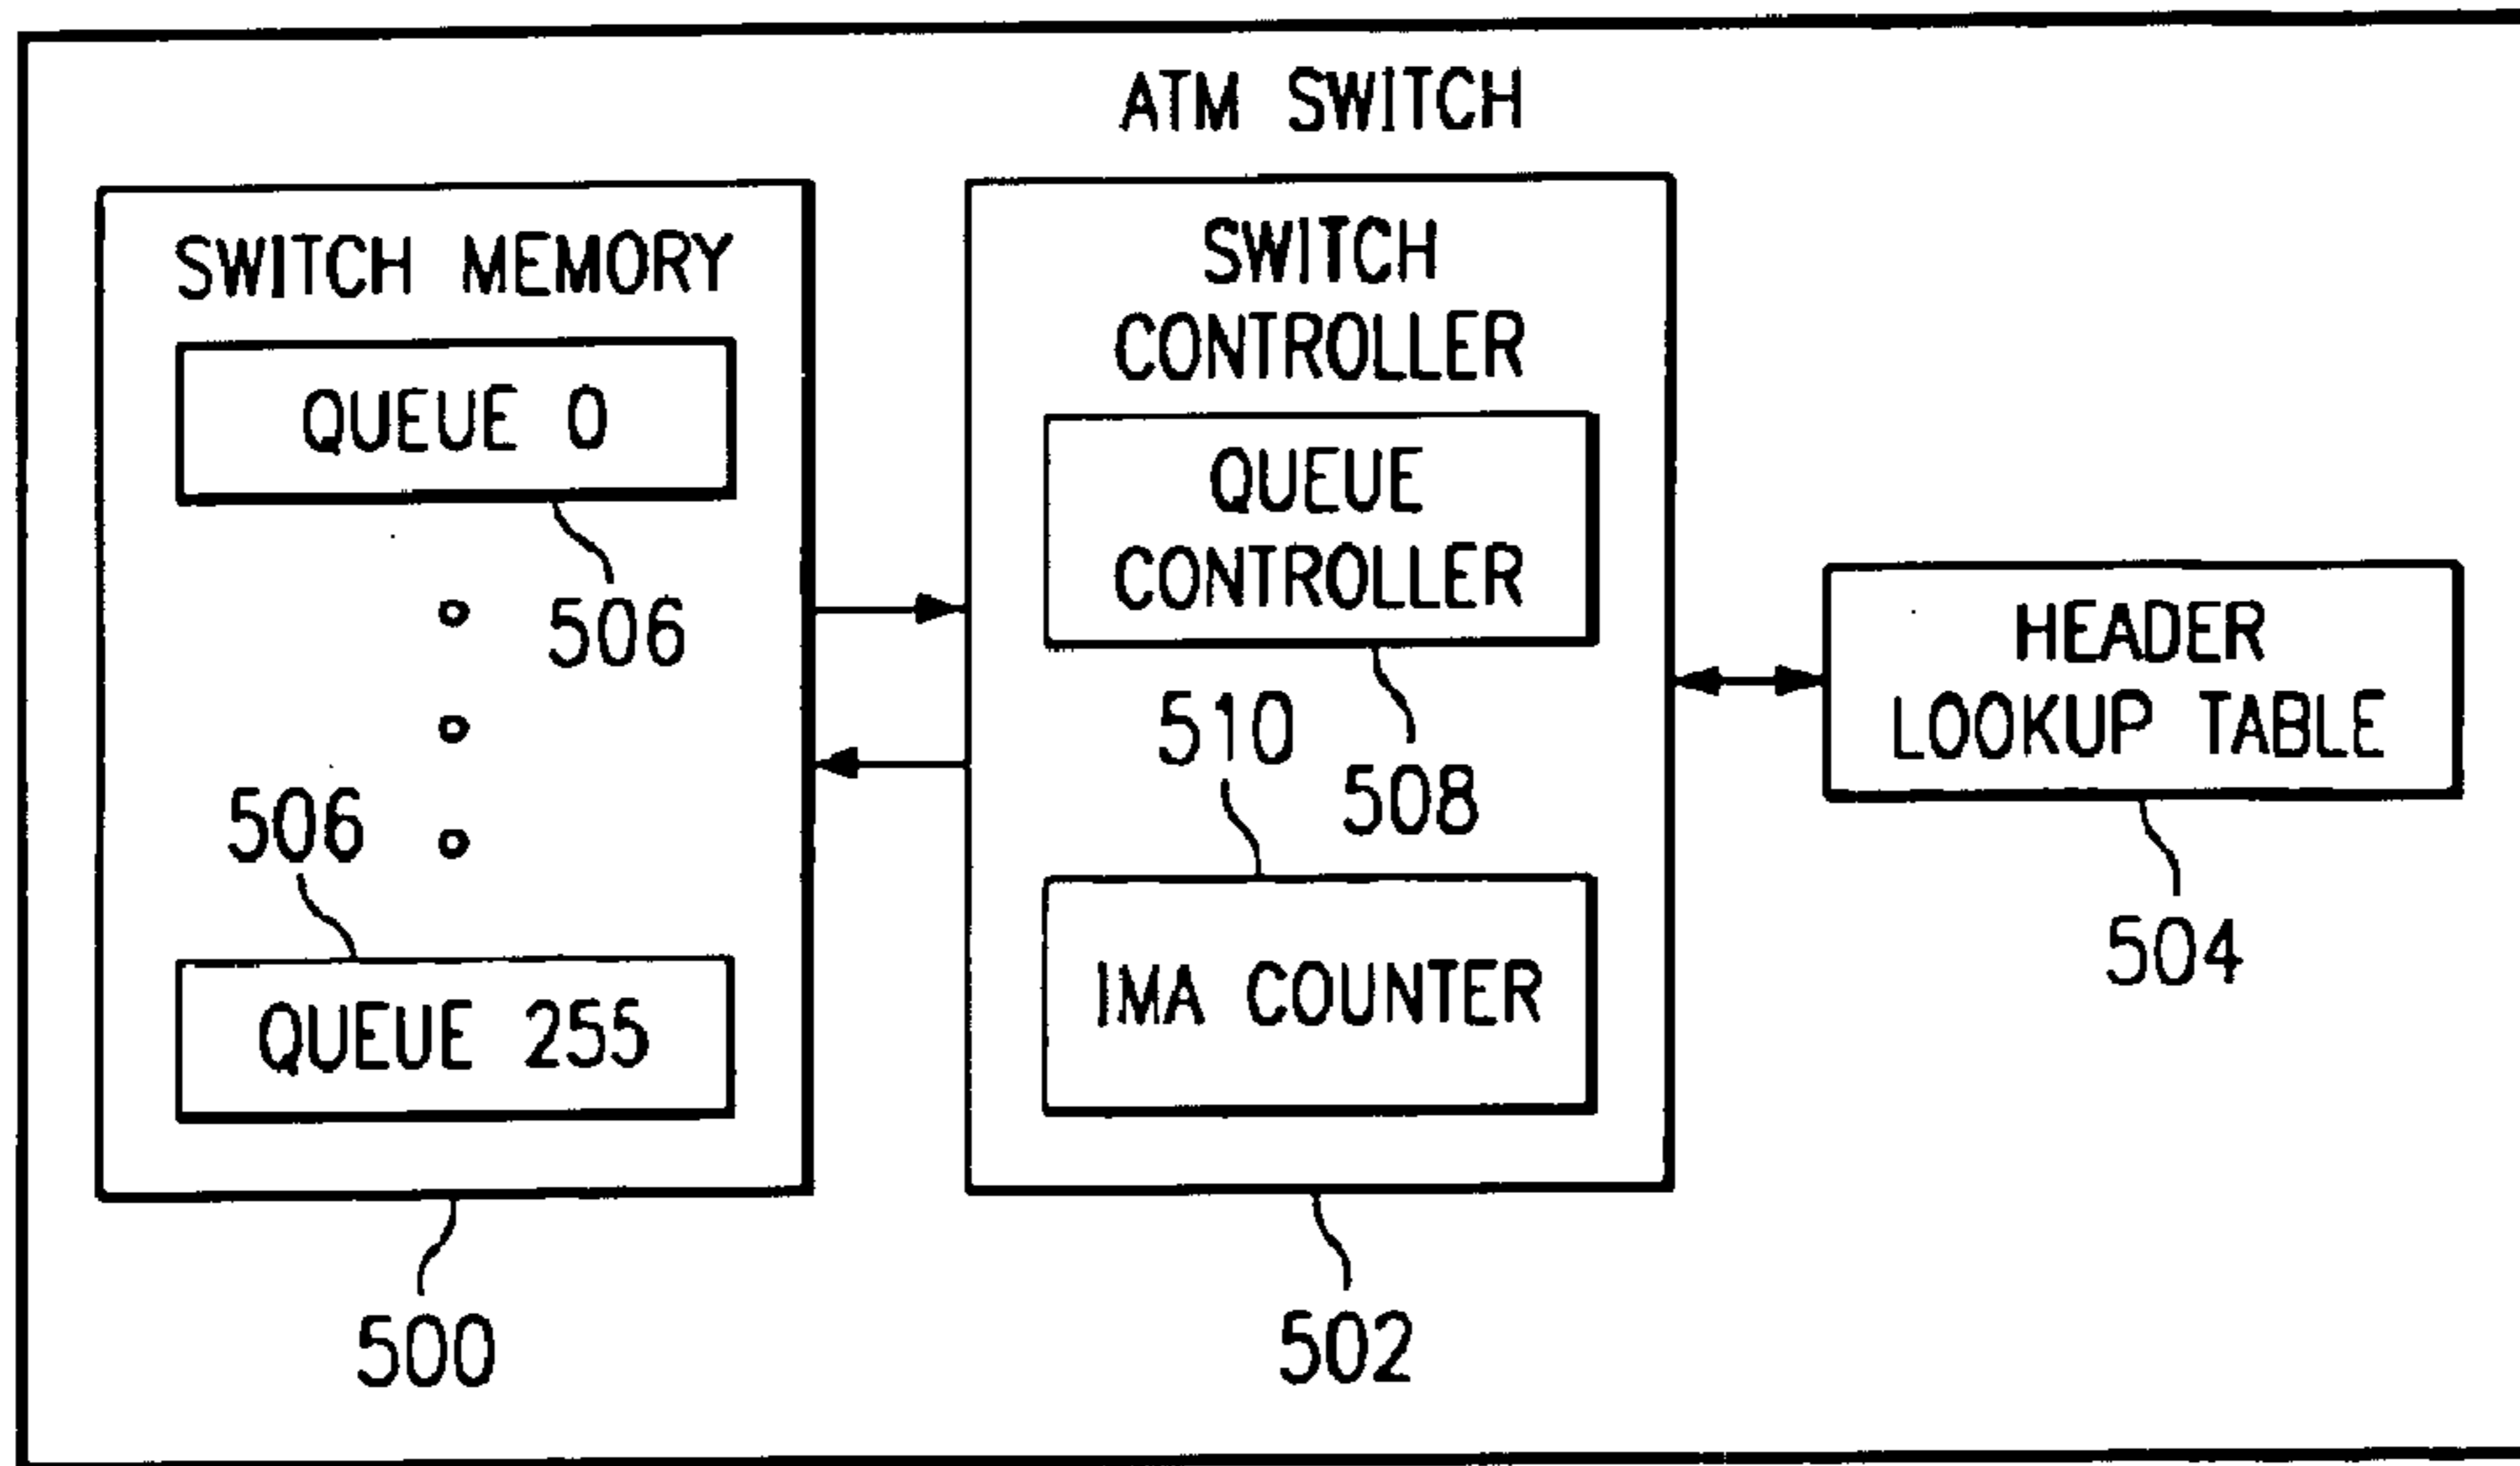 ATM SWITCH
SWITCH MEMORY
QUEUE 0
506
506
QUEUE 255
500
SWITCH
CONTROLLER
QUEUE
CONTROLLER
508
510
IMA COUNTER
502
HEADER
LOOKUP TABLE
504